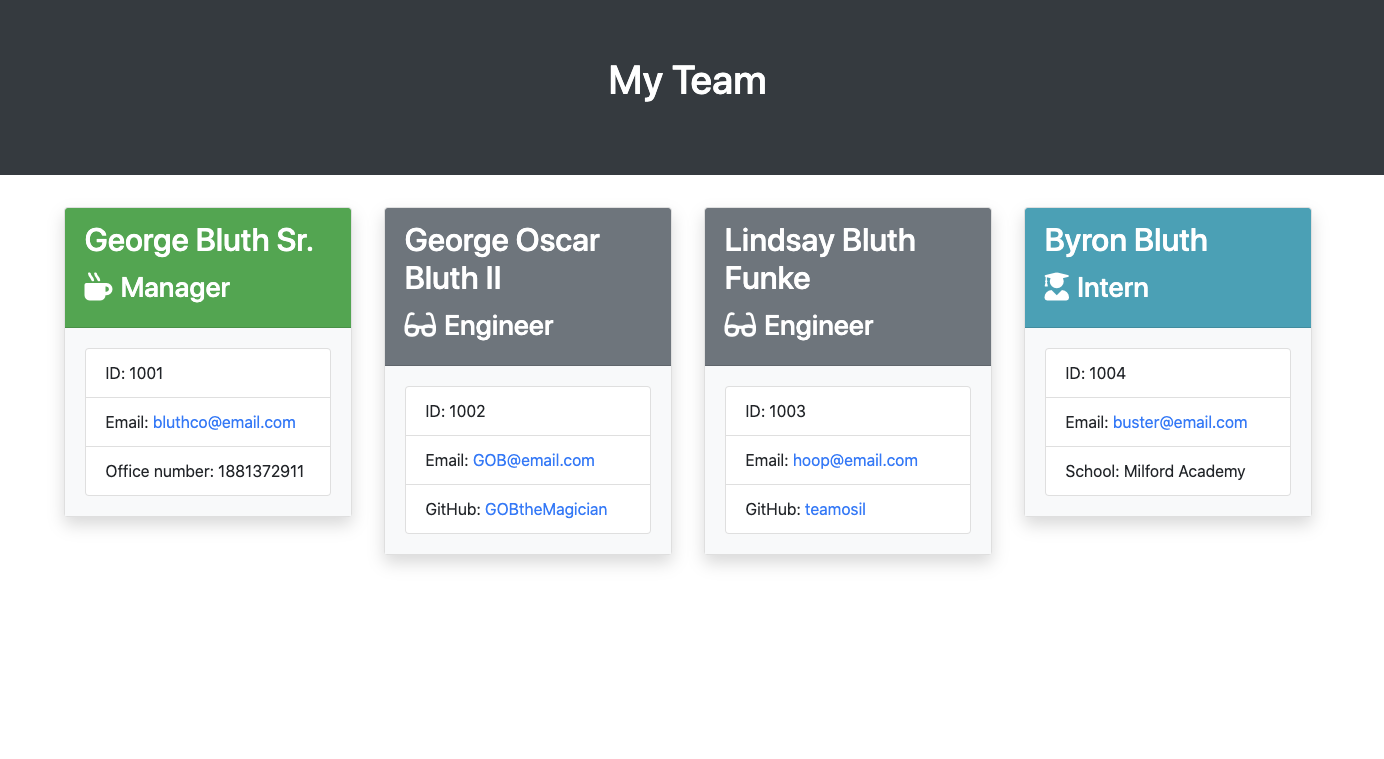 My Team
George Bluth Sr.
Manager
ID: 1001
Email: bluthco@email.com
Office number: 1881372911
George Oscar
Bluth II
Engineer
ID: 1002
Email: GOB@email.com
GitHub: GOBtheMagician
Lindsay Bluth
Funke
Engineer
ID: 1003
Email: hoop@email.com
GitHub: teamosil
Byron Bluth
Intern
ID: 1004
Email: buster@email.com
School: Milford Academy